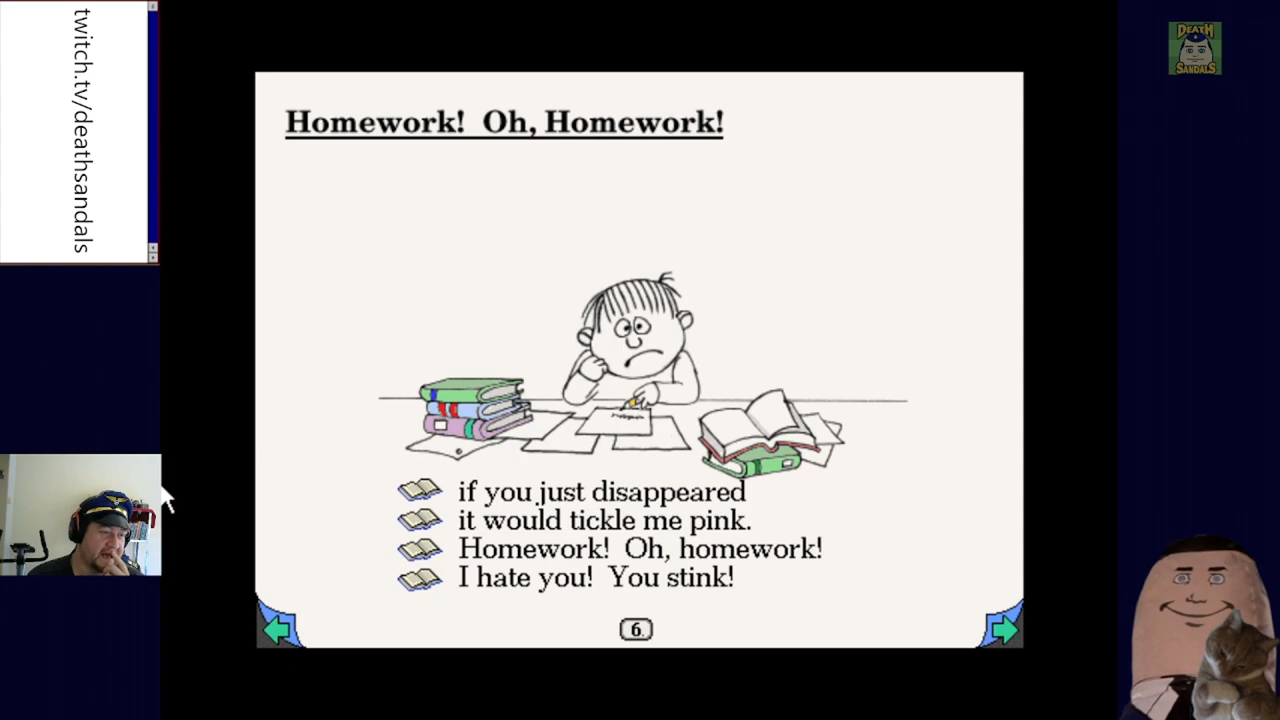 twitch.tv/deathsandals
DEATH
SANDALS
Homework! Oh, Homework!
if you just disappeared
it would tickle me pink.
Homework! Oh, homework!
I hate you! You stink!
6.